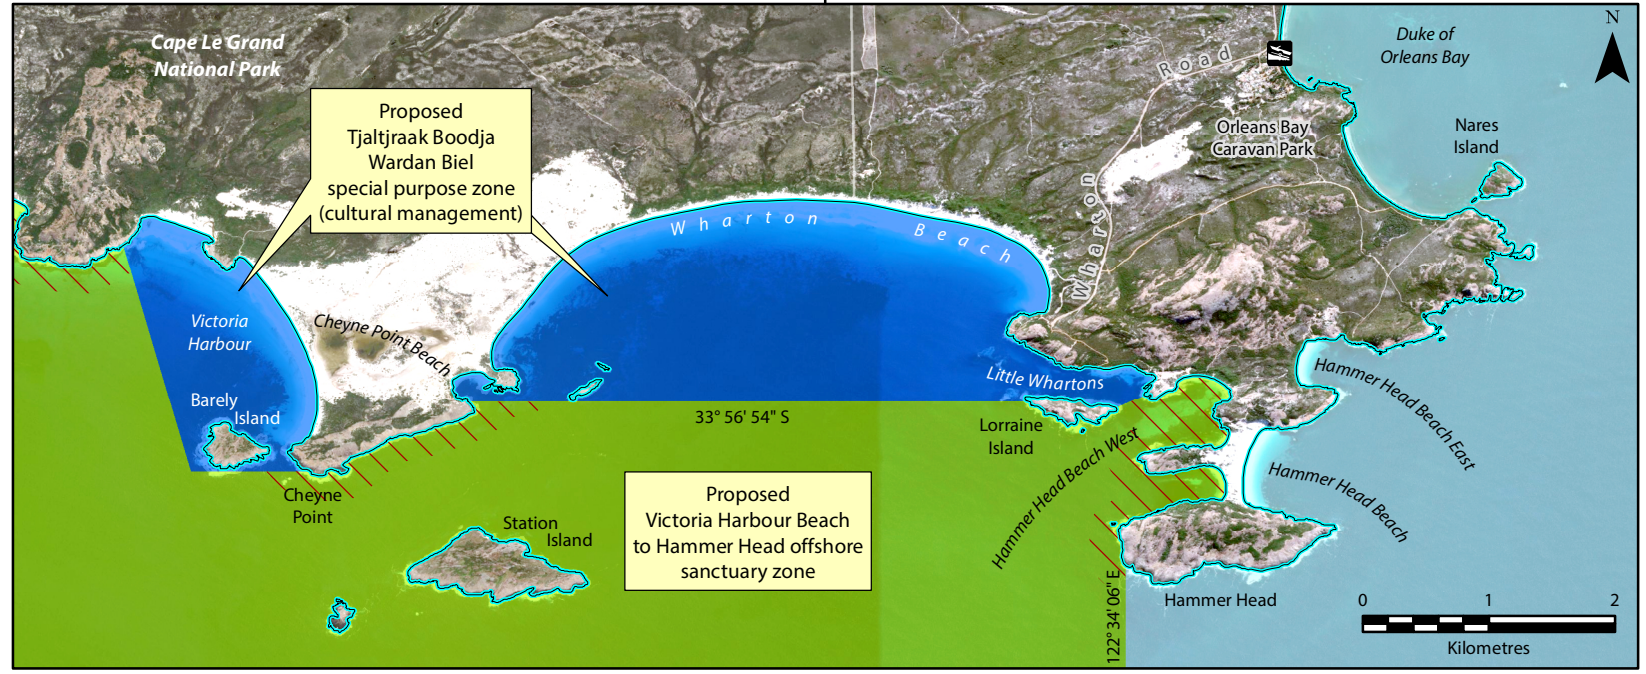 Cape Le Grand
National Park
Proposed
Tjaltjraak Boodja
Wardan Biel
special purpose zone
(cultural management)
Wharton Beach
Wharton Road
Duke of
Orleans Bay
N
Orleans Bay
Caravan Park
Nares
Island
Victoria
Harbour
Cheyne Point Beach
Barely
Island
Little Whartons
33° 56' 54" S
Lorraine
Island
Hammer Head Beach West
Hammer Head Beach East
Hammer Head Beach
Cheyne
Point
Station
Island
Proposed
Victoria Harbour Beach
to Hammer Head offshore
sanctuary zone
122° 34' 06" E
Hammer Head
0 1 2
Kilometres